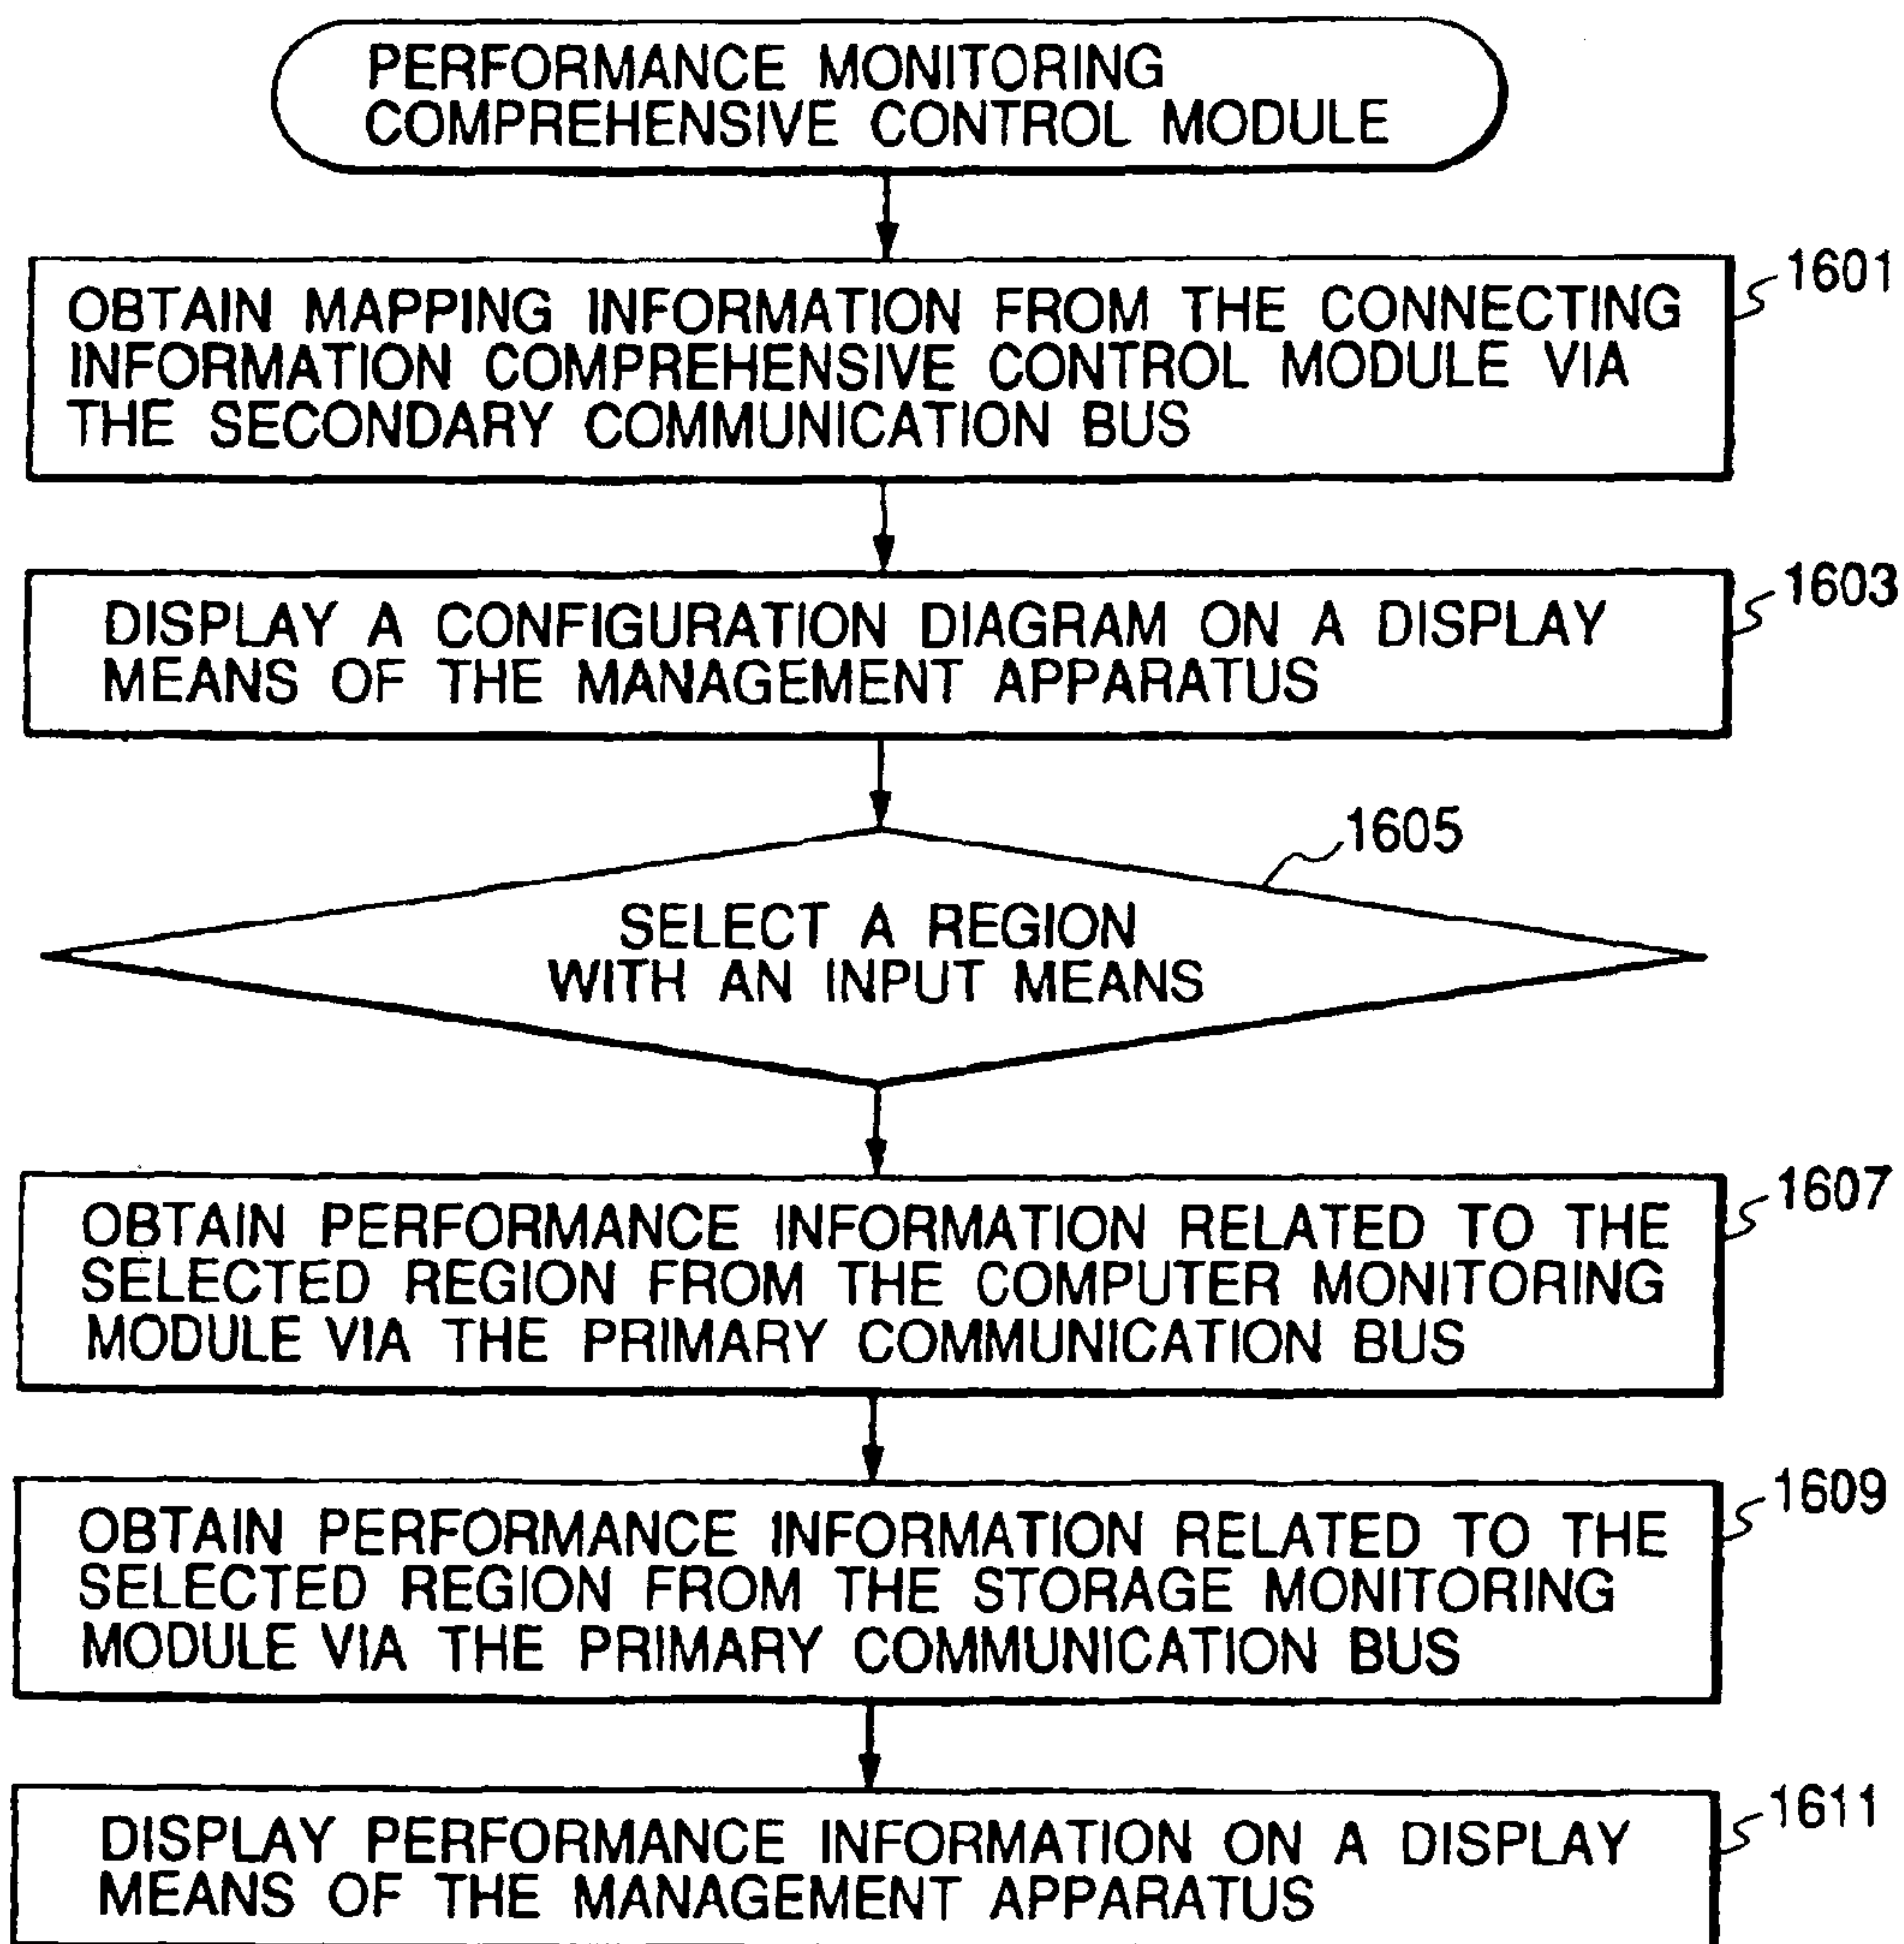 PERFORMANCE MONITORING
COMPREHENSIVE CONTROL MODULE
1601
OBTAIN MAPPING INFORMATION FROM THE CONNECTING
INFORMATION COMPREHENSIVE CONTROL MODULE VIA
THE SECONDARY COMMUNICATION BUS
1603
DISPLAY A CONFIGURATION DIAGRAM ON A DISPLAY
MEANS OF THE MANAGEMENT APPARATUS
1605
SELECT A REGION
WITH AN INPUT MEANS
1607
OBTAIN PERFORMANCE INFORMATION RELATED TO THE
SELECTED REGION FROM THE COMPUTER MONITORING
MODULE VIA THE PRIMARY COMMUNICATION BUS
1609
OBTAIN PERFORMANCE INFORMATION RELATED TO THE
SELECTED REGION FROM THE STORAGE MONITORING
MODULE VIA THE PRIMARY COMMUNICATION BUS
1611
DISPLAY PERFORMANCE INFORMATION ON A DISPLAY
MEANS OF THE MANAGEMENT APPARATUS